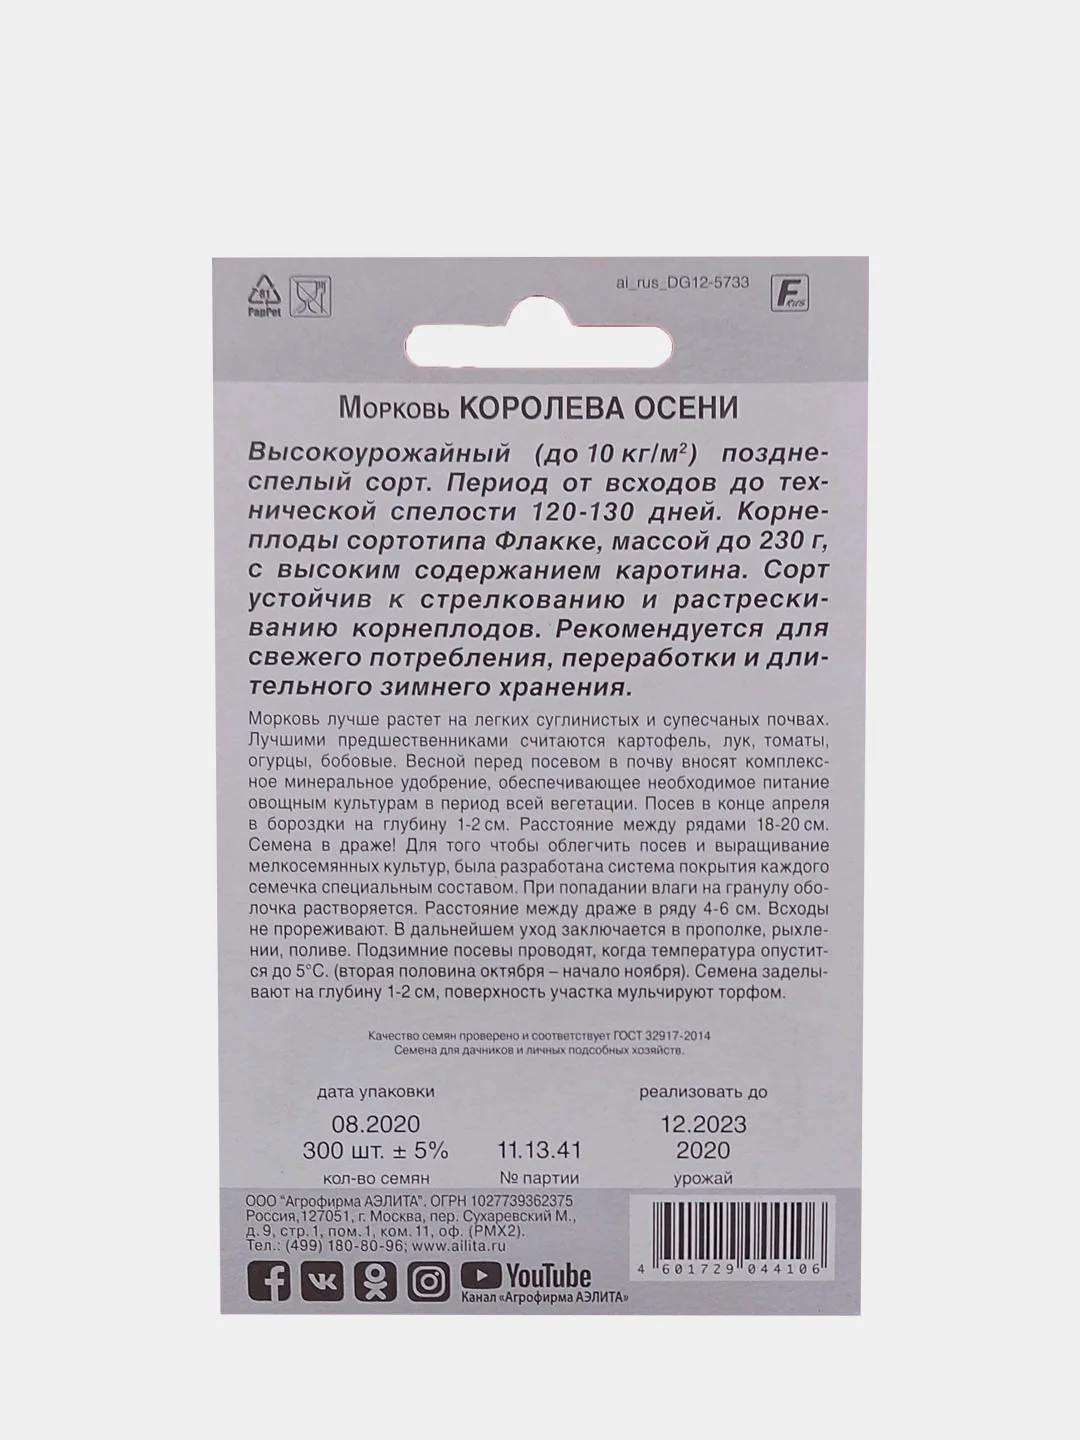 ai_rus_DG12-5733
81
PapPet
F
RUS
Морковь КОРОЛЕВА ОСЕНИ
Высокоурожайный (до 10 кг/м²) поздне-
спелый сорт. Период от всходов до тех-
нической спелости 120-130 дней. Корне-
плоды сортотипа Флакке, массой до 230 г,
с высоким содержанием каротина. Сорт
устойчив к стрелкованию и растрески-
ванию корнеплодов. Рекомендуется для
свежего потребления, переработки и дли-
тельного зимнего хранения.
Морковь лучше растет на легких суглинистых и супесчаных почвах.
Лучшими предшественниками считаются картофель, лук, томаты,
огурцы, бобовые. Весной перед посевом в почву вносят комплекс-
ное минеральное удобрение, обеспечивающее необходимое питание
овощным культурам в период всей вегетации. Посев в конце апреля
в бороздки на глубину 1-2 см. Расстояние между рядами 18-20 см.
Семена в драже! Для того чтобы облегчить посев и выращивание
мелкосемянных культур, была разработана система покрытия каждого
семечка специальным составом. При попадании влаги на гранулу обо-
лочка растворяется. Расстояние между драже в ряду 4-6 см. Всходы
не прореживают. В дальнейшем уход заключается в прополке, рыхле-
нии, поливе. Подзимние посевы проводят, когда температура опустит-
ся до 5°С. (вторая половина октября – начало ноября). Семена заделы-
вают на глубину 1-2 см, поверхность участка мульчируют торфом.
Качество семян проверено и соответствует ГОСТ 32917-2014
Семена для дачников и личных подсобных хозяйств.
дата упаковки реализовать до
08.2020 12.2023
300 шт. ± 5% 11.13.41 2020
кол-во семян № партии урожай
ООО "Агрофирма АЭЛИТА". ОГРН 1027739362375
Россия,127051, г. Москва, пер. Сухаревский М.,
д. 9, стр. 1, пом. 1, ком. 11, оф. (РМХ2).
Тел.: (499) 180-80-96; www.ailita.ru
YouTube
Канал «Агрофирма АЭЛИТА»
4 601729 044106